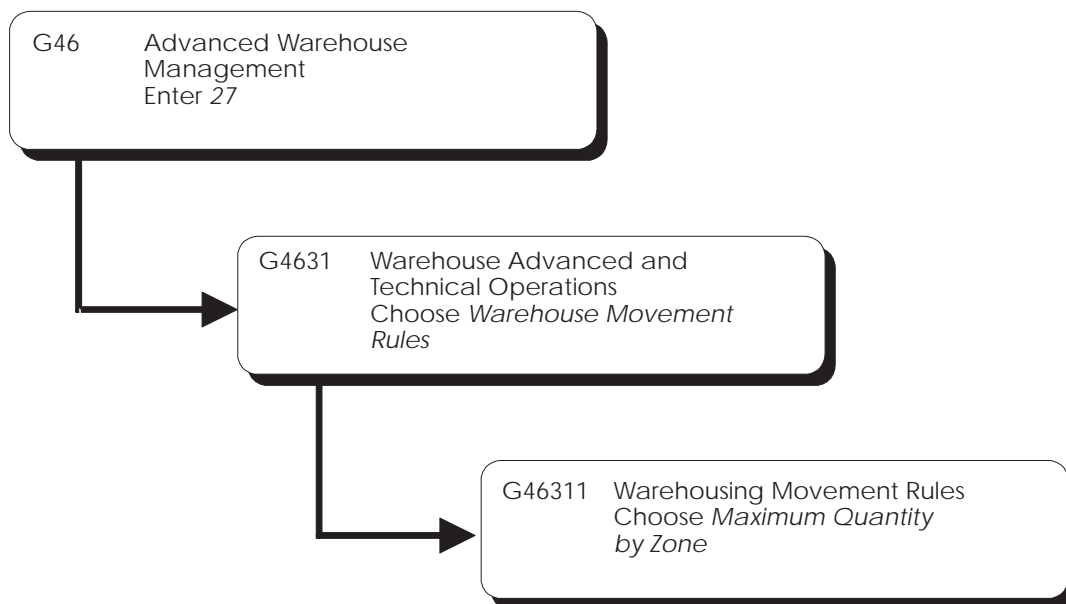 G46 Advanced Warehouse
Management
Enter 27
G4631 Warehouse Advanced and
Technical Operations
Choose Warehouse Movement
Rules
G46311 Warehousing Movement Rules
Choose Maximum Quantity
by Zone